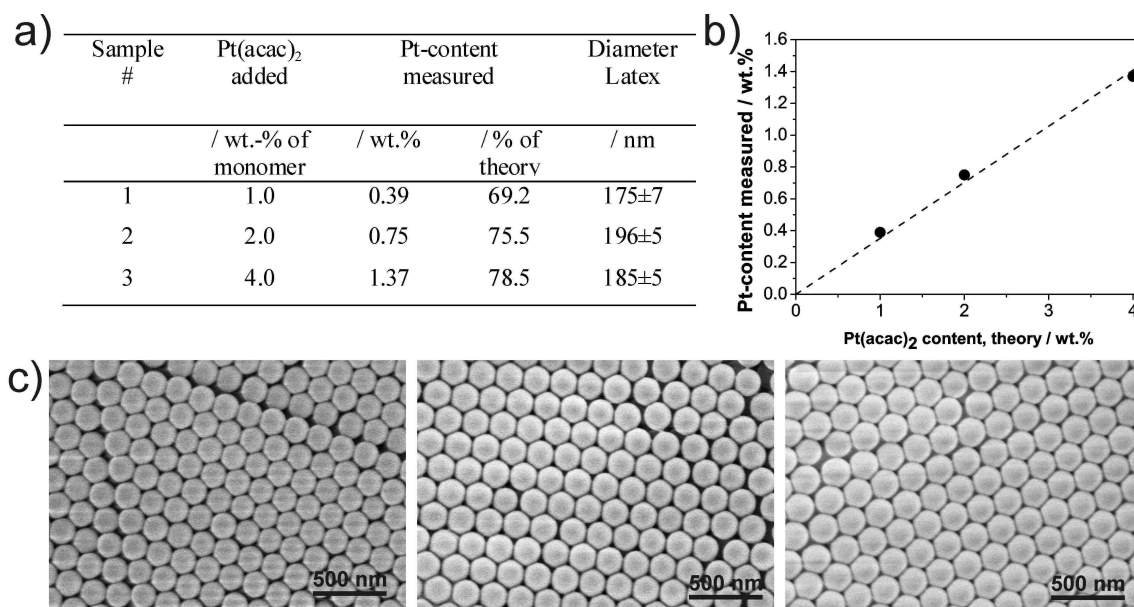 a)
Sample Pt(acac)₂ Pt-content Diameter
# added measured Latex
/ wt.-% of / wt.% / % of / nm
monomer theory
1 1.0 0.39 69.2 175±7
2 2.0 0.75 75.5 196±5
3 4.0 1.37 78.5 185±5
b)
Pt-content measured / wt.%
1.6
1.4
1.2
1.0
0.8
0.6
0.4
0.2
0.0
0 1 2 3 4
Pt(acac)₂ content, theory / wt.%
c)
500 nm 500 nm 500 nm